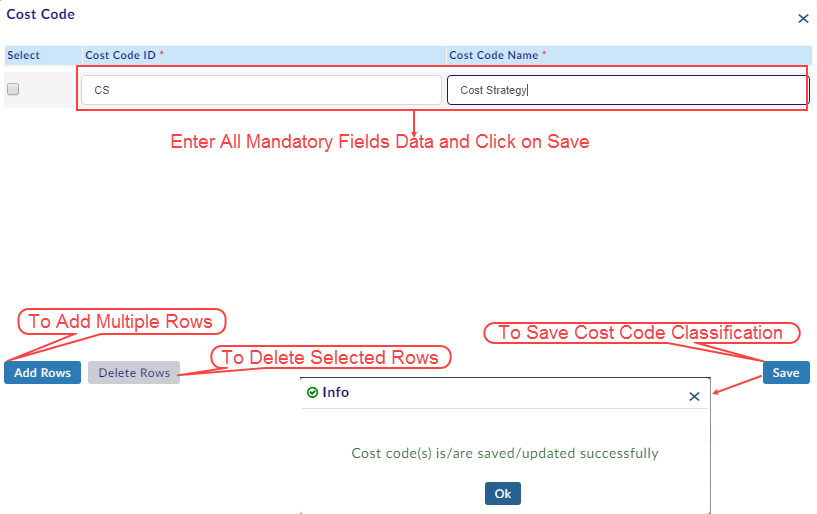 Cost Code
Select Cost Code ID * Cost Code Name *
CS Cost Strategy
Enter All Mandatory Fields Data and Click on Save
To Add Multiple Rows
To Save Cost Code Classification
To Delete Selected Rows
Add Rows Delete Rows Save
Info
Cost code(s) is/are saved/updated successfully
Ok